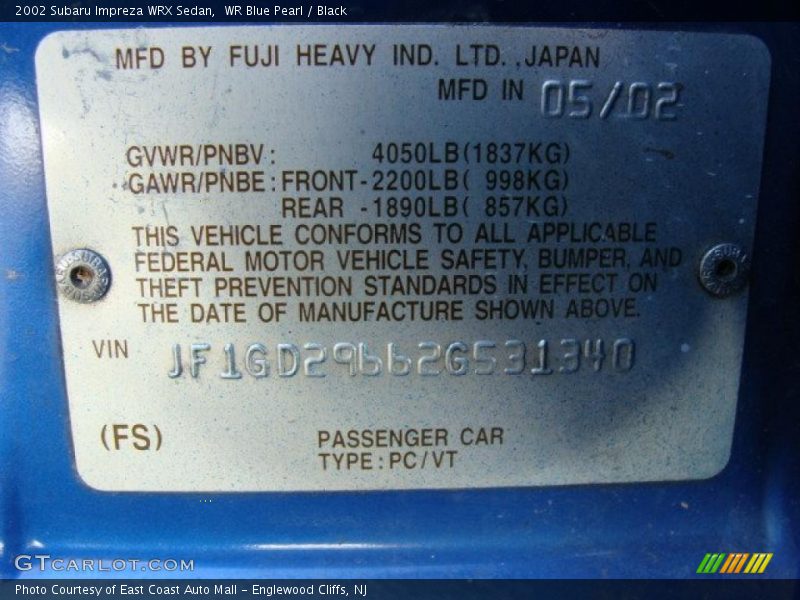 2002 Subaru Impreza WRX Sedan, WR Blue Pearl / Black
MFD BY FUJI HEAVY IND. LTD. ,JAPAN
MFD IN 05/02
GVWR/PNBV: 4050LB(1837KG)
GAWR/PNBE:FRONT-2200LB( 998KG)
REAR -1890LB( 857KG)
THIS VEHICLE CONFORMS TO ALL APPLICABLE
FEDERAL MOTOR VEHICLE SAFETY, BUMPER, AND
THEFT PREVENTION STANDARDS IN EFFECT ON
THE DATE OF MANUFACTURE SHOWN ABOVE.
VIN JF1GD29662G531340
(FS) PASSENGER CAR
TYPE:PC/VT
GTCARLOT.COM
Photo Courtesy of East Coast Auto Mall - Englewood Cliffs, NJ